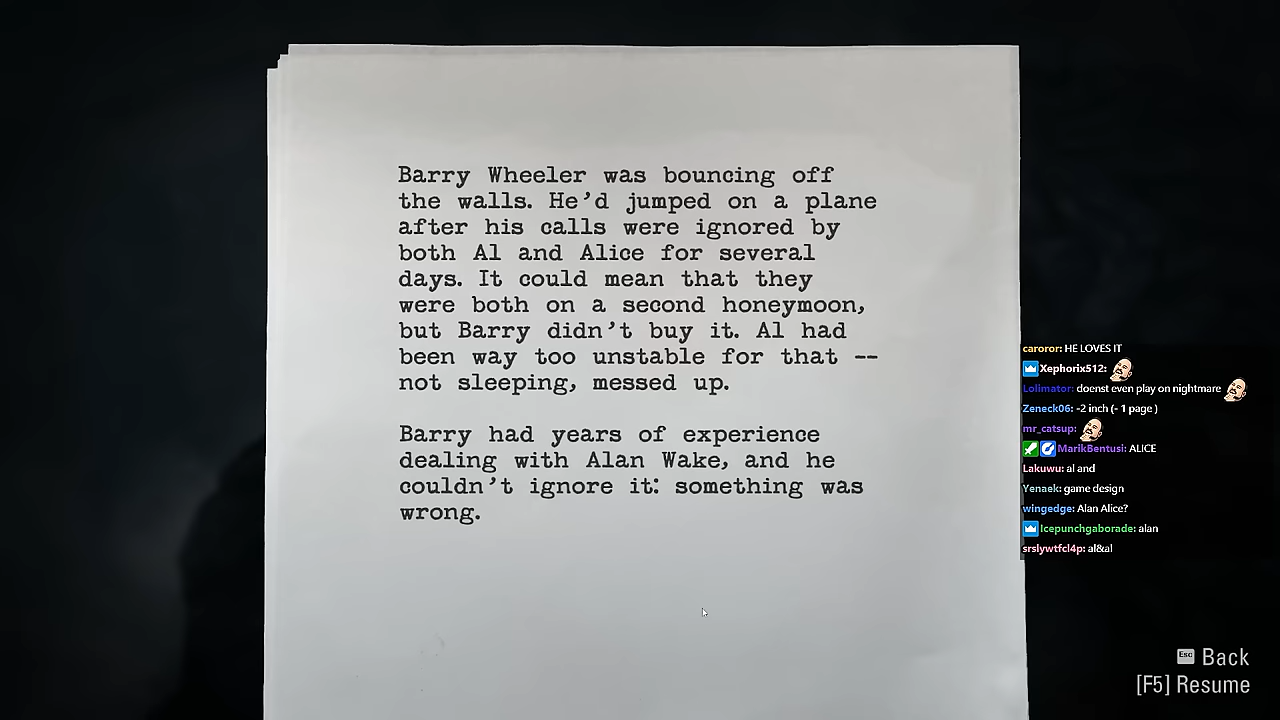 Barry Wheeler was bouncing off
the walls. He'd jumped on a plane
after his calls were ignored by
both Al and Alice for several
days. It could mean that they
were both on a second honeymoon,
but Barry didn't buy it. Al had
been way too unstable for that --
not sleeping, messed up.
Barry had years of experience
dealing with Alan Wake, and he
couldn't ignore it: something was
wrong.
caroror: HE LOVES IT
Xephorix512:
Lolimator: doenst even play on nightmare
Zeneck06: -2 inch (- 1 page )
mr_catsup:
MarikBentusi: ALICE
Lakuwu: al and
Yenaek: game design
wingedge: Alan Alice?
Icepunchgaborade: alan
srslywtfcl4p: al&al
Esc Back
[F5] Resume